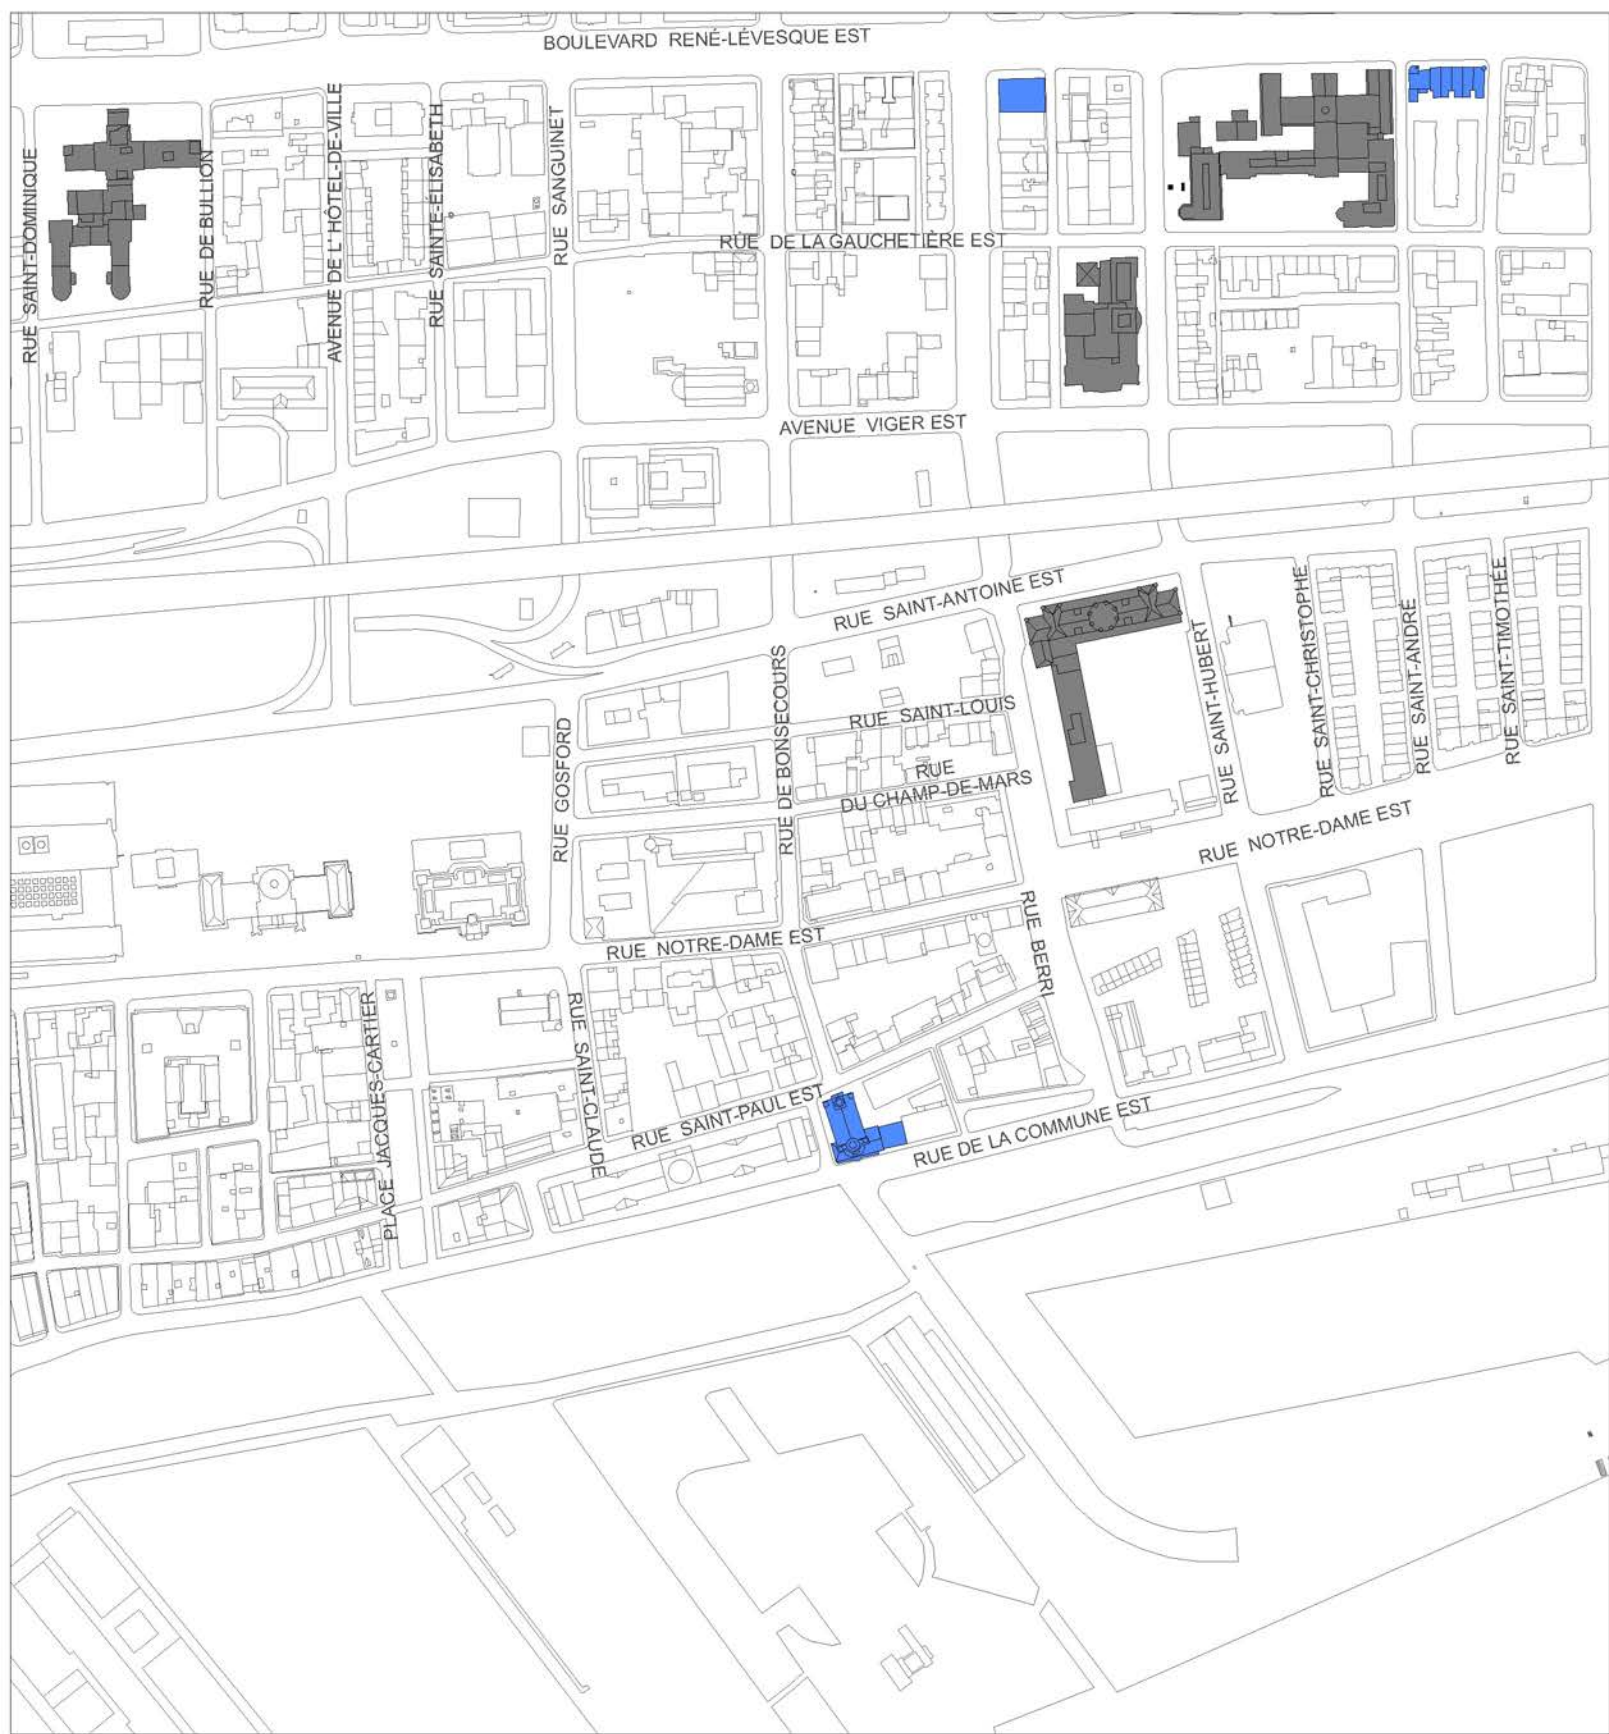 BOULEVARD RENÉ-LÉVESQUE EST
RUE SAINT-DOMINIQUE
RUE DE BULLION
AVENUE DE L'HÔTEL-DE-VILLE
RUE SAINTE-ÉLISABETH
RUE SANGUINET
RUE DE LA GAUCHETIÈRE EST
AVENUE VIGER EST
RUE SAINT-ANTOINE EST
RUE SAINT-HUBERT
RUE SAINT-CHRISTOPHE
RUE SAINT-ANDRÉ
RUE SAINT-TIMOTHÉE
RUE GOSFORD
RUE DE BONSECOURS
RUE SAINT-LOUIS
RUE
DU CHAMP-DE-MARS
RUE NOTRE-DAME EST
RUE NOTRE-DAME EST
RUE BERRI
PLACE JACQUES-CARTIER
RUE SAINT-CLAUDE
RUE SAINT-PAUL EST
RUE DE LA COMMUNE EST